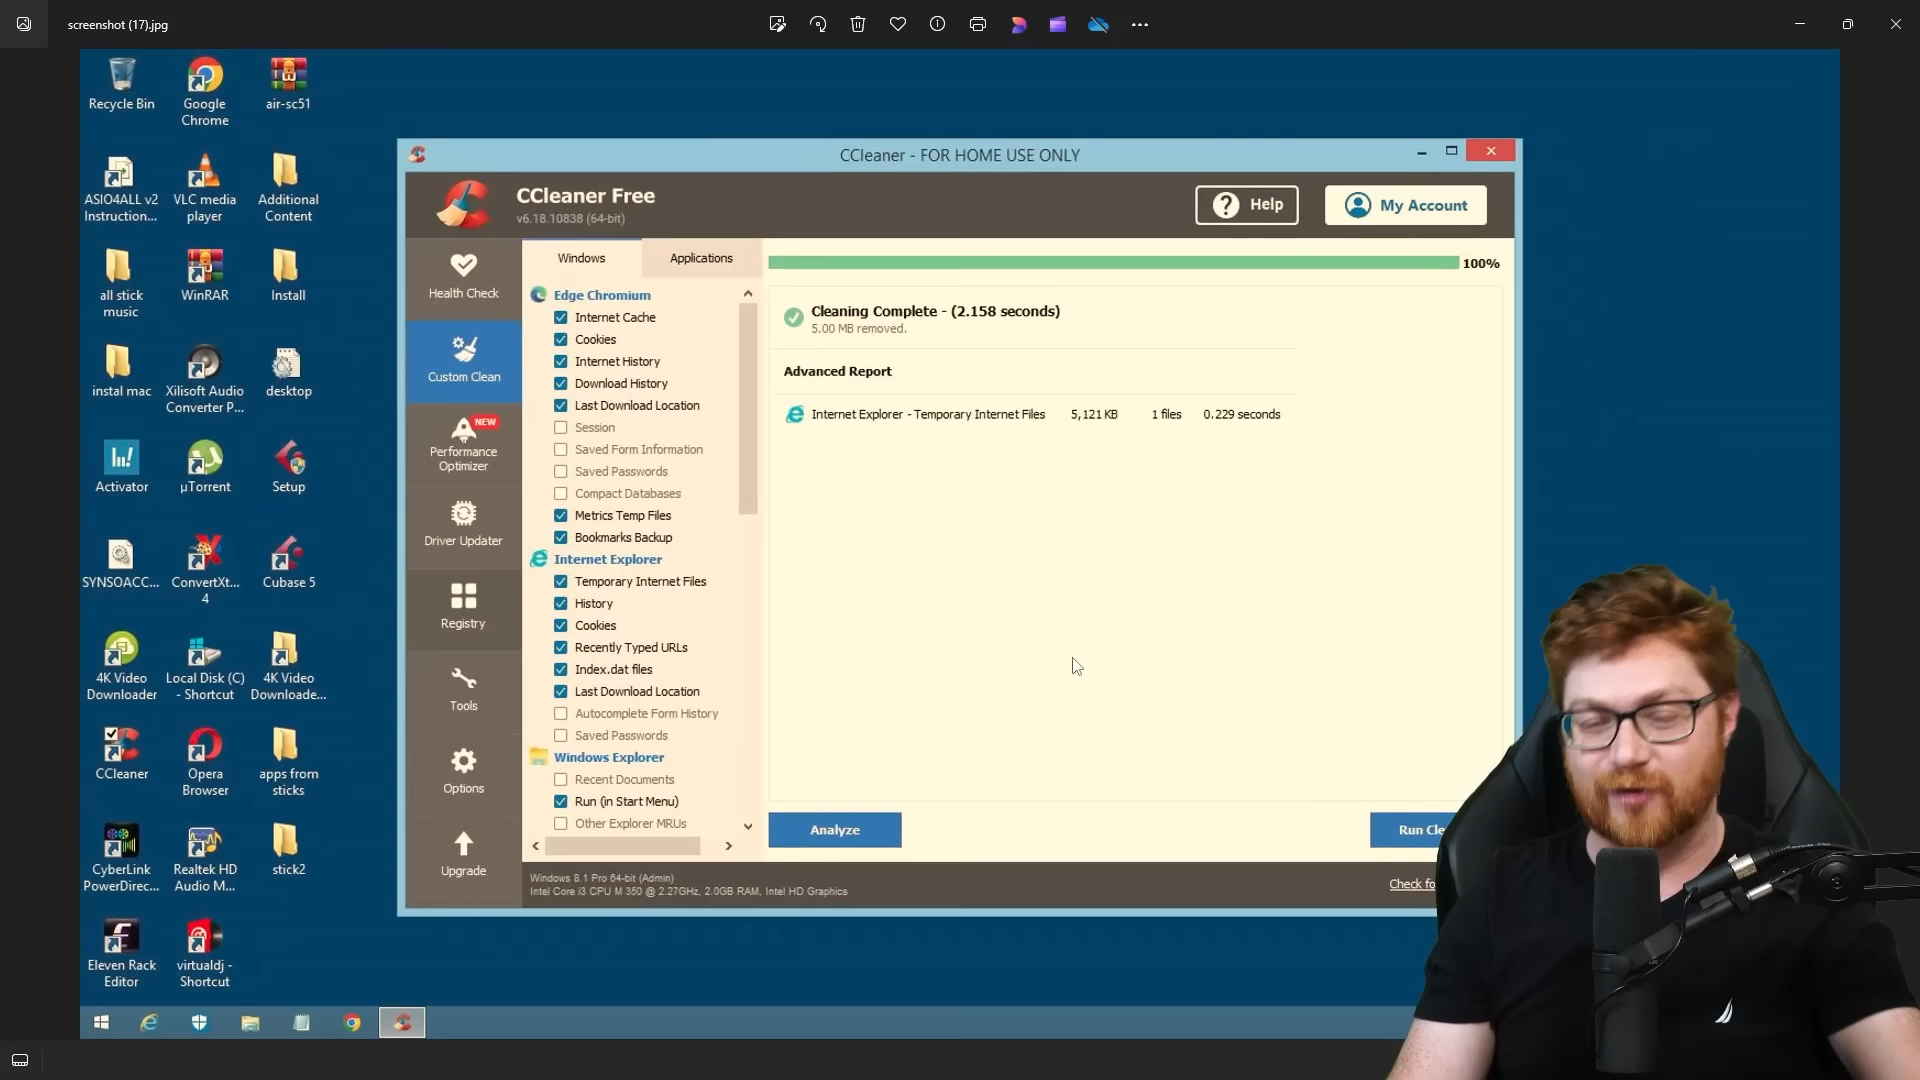 screenshot (17).jpg
Recycle Bin
Google
Chrome
air-sc51
ASIO4ALL v2
Instruction...
VLC media
player
Additional
Content
all stick
music
WinRAR
Install
instal mac
Xilisoft Audio
Converter P...
desktop
Activator
µTorrent
Setup
SYNSOACC...
ConvertXt...
4
Cubase 5
4K Video
Downloader
Local Disk (C)
- Shortcut
4K Video
Downloade...
CCleaner
Opera
Browser
apps from
sticks
CyberLink
PowerDirec...
Realtek HD
Audio M...
stick2
Eleven Rack
Editor
virtualdj -
Shortcut
CCleaner - FOR HOME USE ONLY
CCleaner Free
v6.18.10838 (64-bit)
Help
My Account
Health Check
Custom Clean
NEW
Performance
Optimizer
Driver Updater
Registry
Tools
Options
Upgrade
Windows
Applications
Edge Chromium
Internet Cache
Cookies
Internet History
Download History
Last Download Location
Session
Saved Form Information
Saved Passwords
Compact Databases
Metrics Temp Files
Bookmarks Backup
Internet Explorer
Temporary Internet Files
History
Cookies
Recently Typed URLs
Index.dat files
Last Download Location
Autocomplete Form History
Saved Passwords
Windows Explorer
Recent Documents
Run (in Start Menu)
Other Explorer MRUs
100%
Cleaning Complete - (2.158 seconds)
5.00 MB removed.
Advanced Report
Internet Explorer - Temporary Internet Files 5,121 KB 1 files 0.229 seconds
Analyze
Run Cle
Windows 8.1 Pro 64-bit (Admin)
Intel Core i3 CPU M 350 @ 2.27GHz, 2.0GB RAM, Intel HD Graphics
Check fo